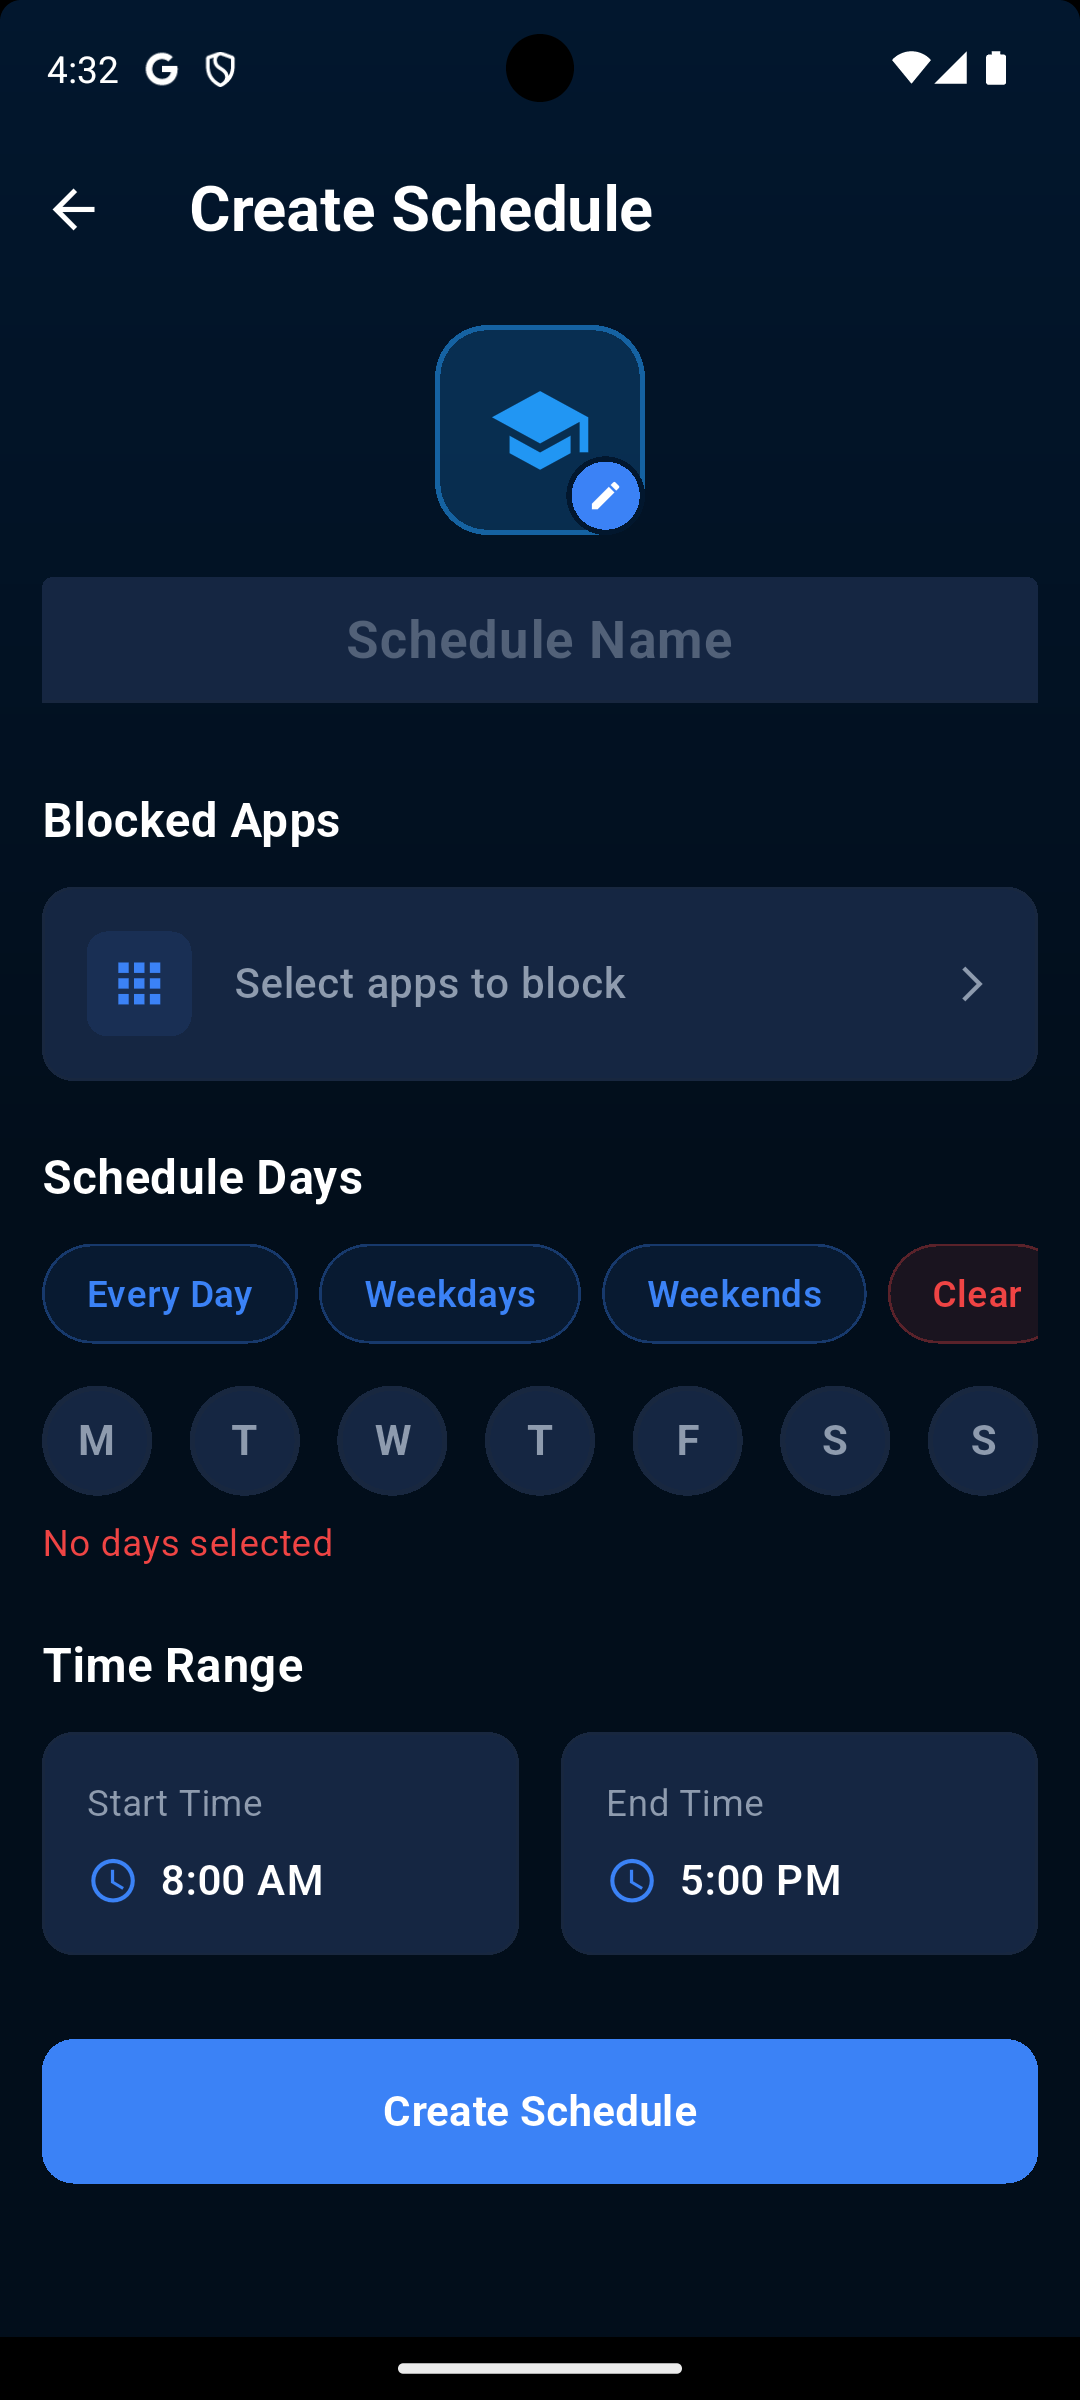 4:32
Create Schedule
Schedule Name
Blocked Apps
Select apps to block
Schedule Days
Every Day Weekdays Weekends Clear
M T W T F S S
No days selected
Time Range
Start Time End Time
8:00 AM 5:00 PM
Create Schedule